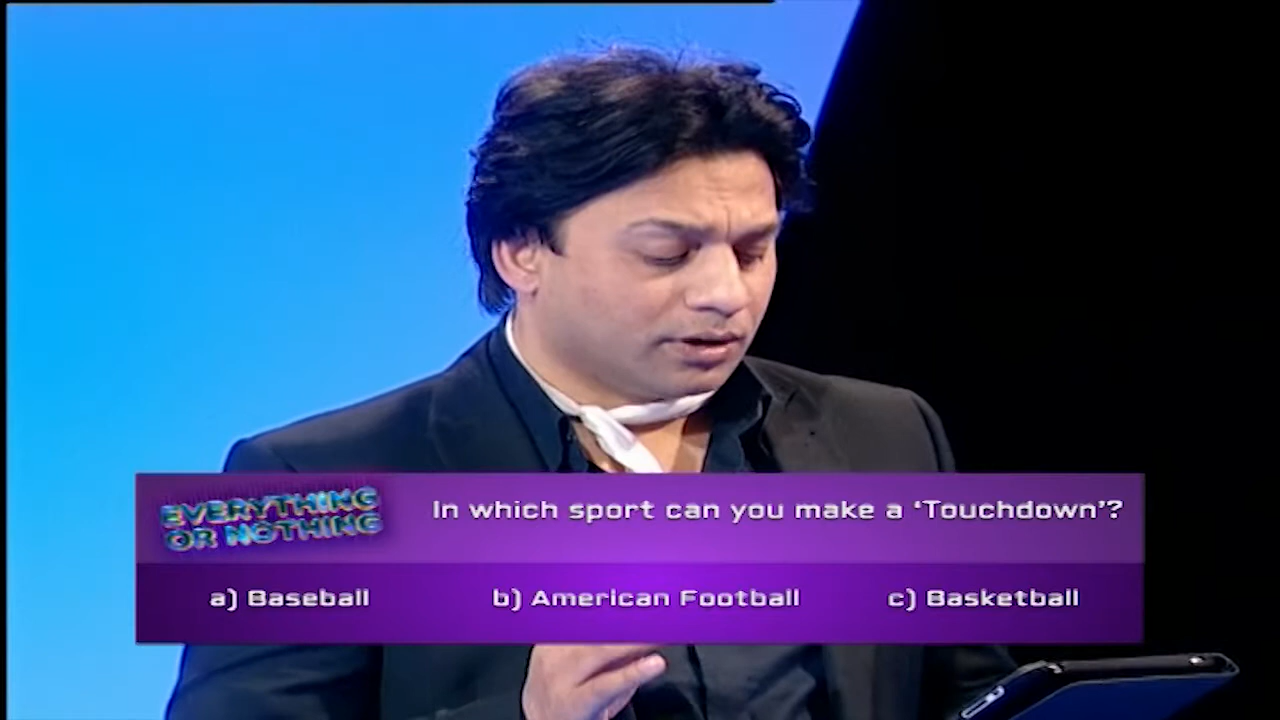 EVERYTHING
OR NOTHING
In which sport can you make a ‘Touchdown’?
a) Baseball b) American Football c) Basketball